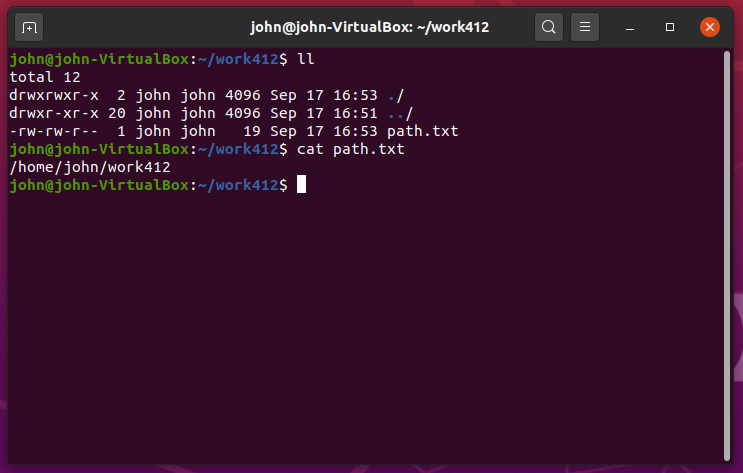 john@john-VirtualBox: ~/work412
john@john-VirtualBox:~/work412$ ll
total 12
drwxrwxr-x  2 john john 4096 Sep 17 16:53 ./
drwxr-xr-x 20 john john 4096 Sep 17 16:51 ../
-rw-rw-r--  1 john john   19 Sep 17 16:53 path.txt
john@john-VirtualBox:~/work412$ cat path.txt
/home/john/work412
john@john-VirtualBox:~/work412$